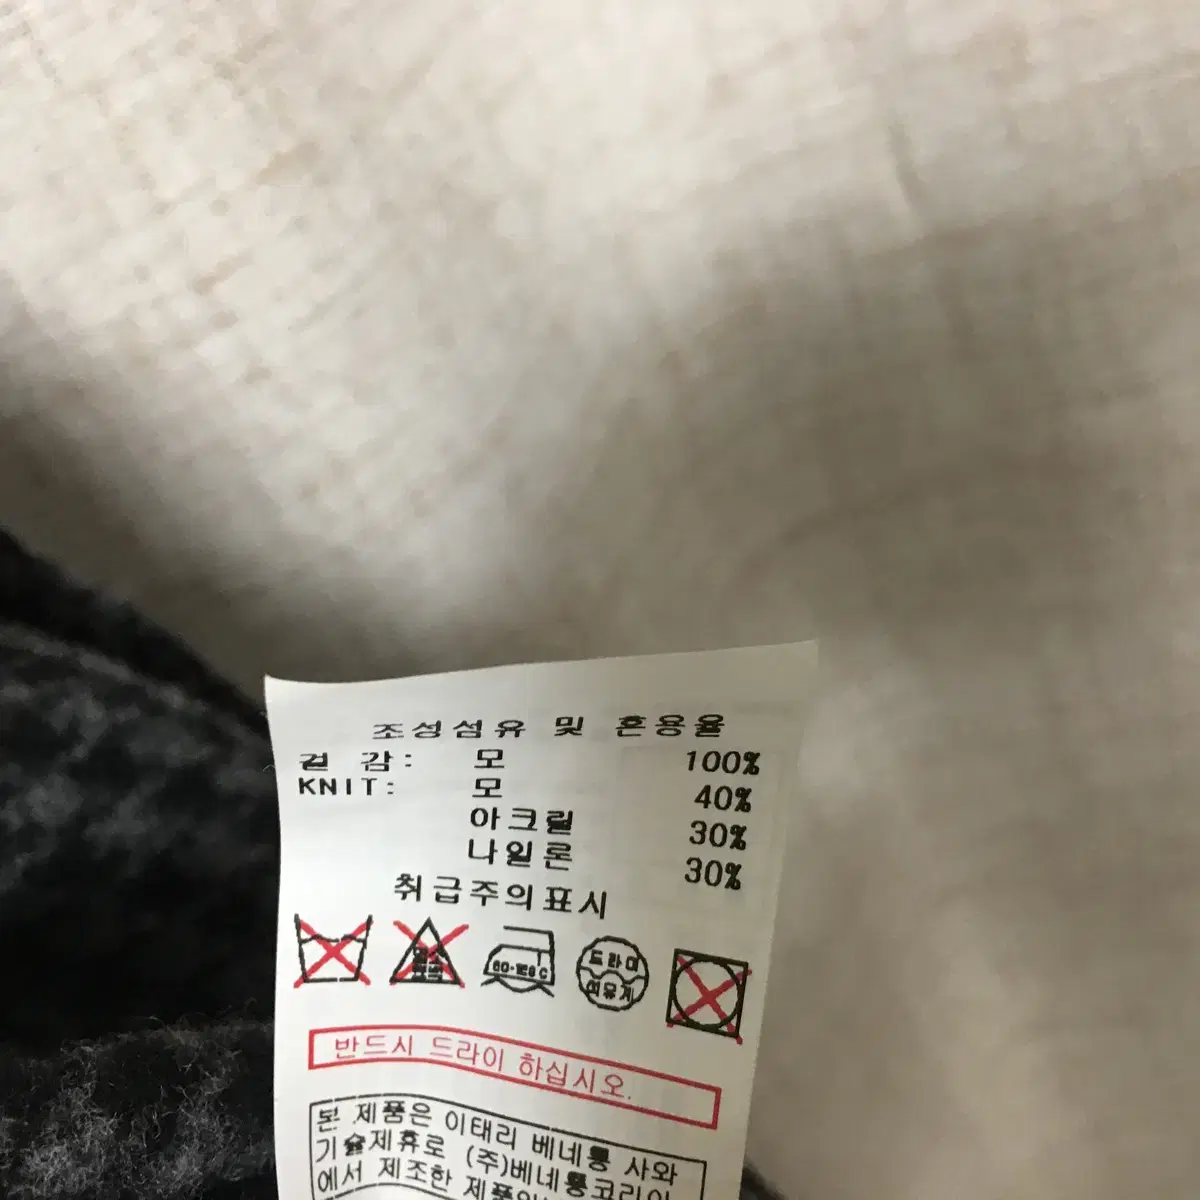 조성섬유 및 혼용율
겉 감: 모 100%
KNIT: 모 40%
아크릴 30%
나일론 30%
취급주의표시
드라이
석유계
반드시 드라이 하십시오.
본 제품은 이태리 베네통 사와
기술제휴로 (주)베네통코리아
에서 제조한